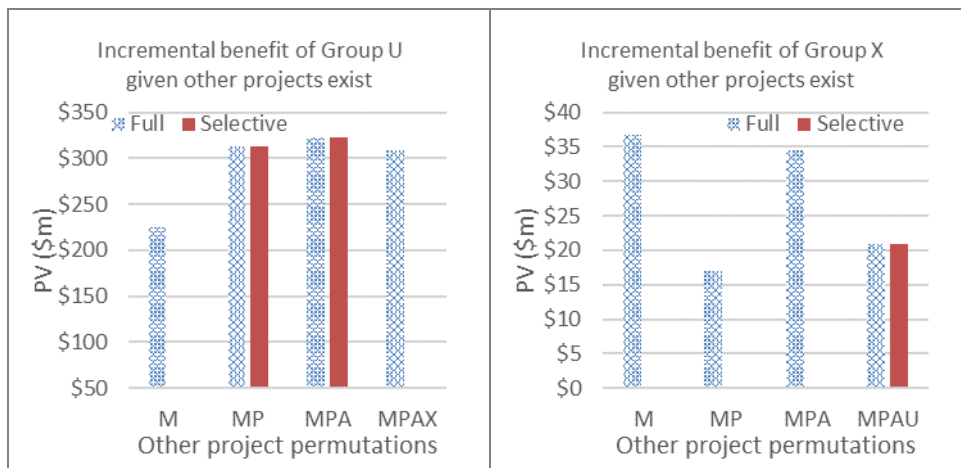 Incremental benefit of Group U
given other projects exist
Full Selective
$350
$300
$250
$200
$150
$100
$50
PV ($m)
M MP MPA MPAX
Other project permutations
Incremental benefit of Group X
given other projects exist
Full Selective
$40
$35
$30
$25
$20
$15
$10
$5
$0
PV ($m)
M MP MPA MPAU
Other project permutations